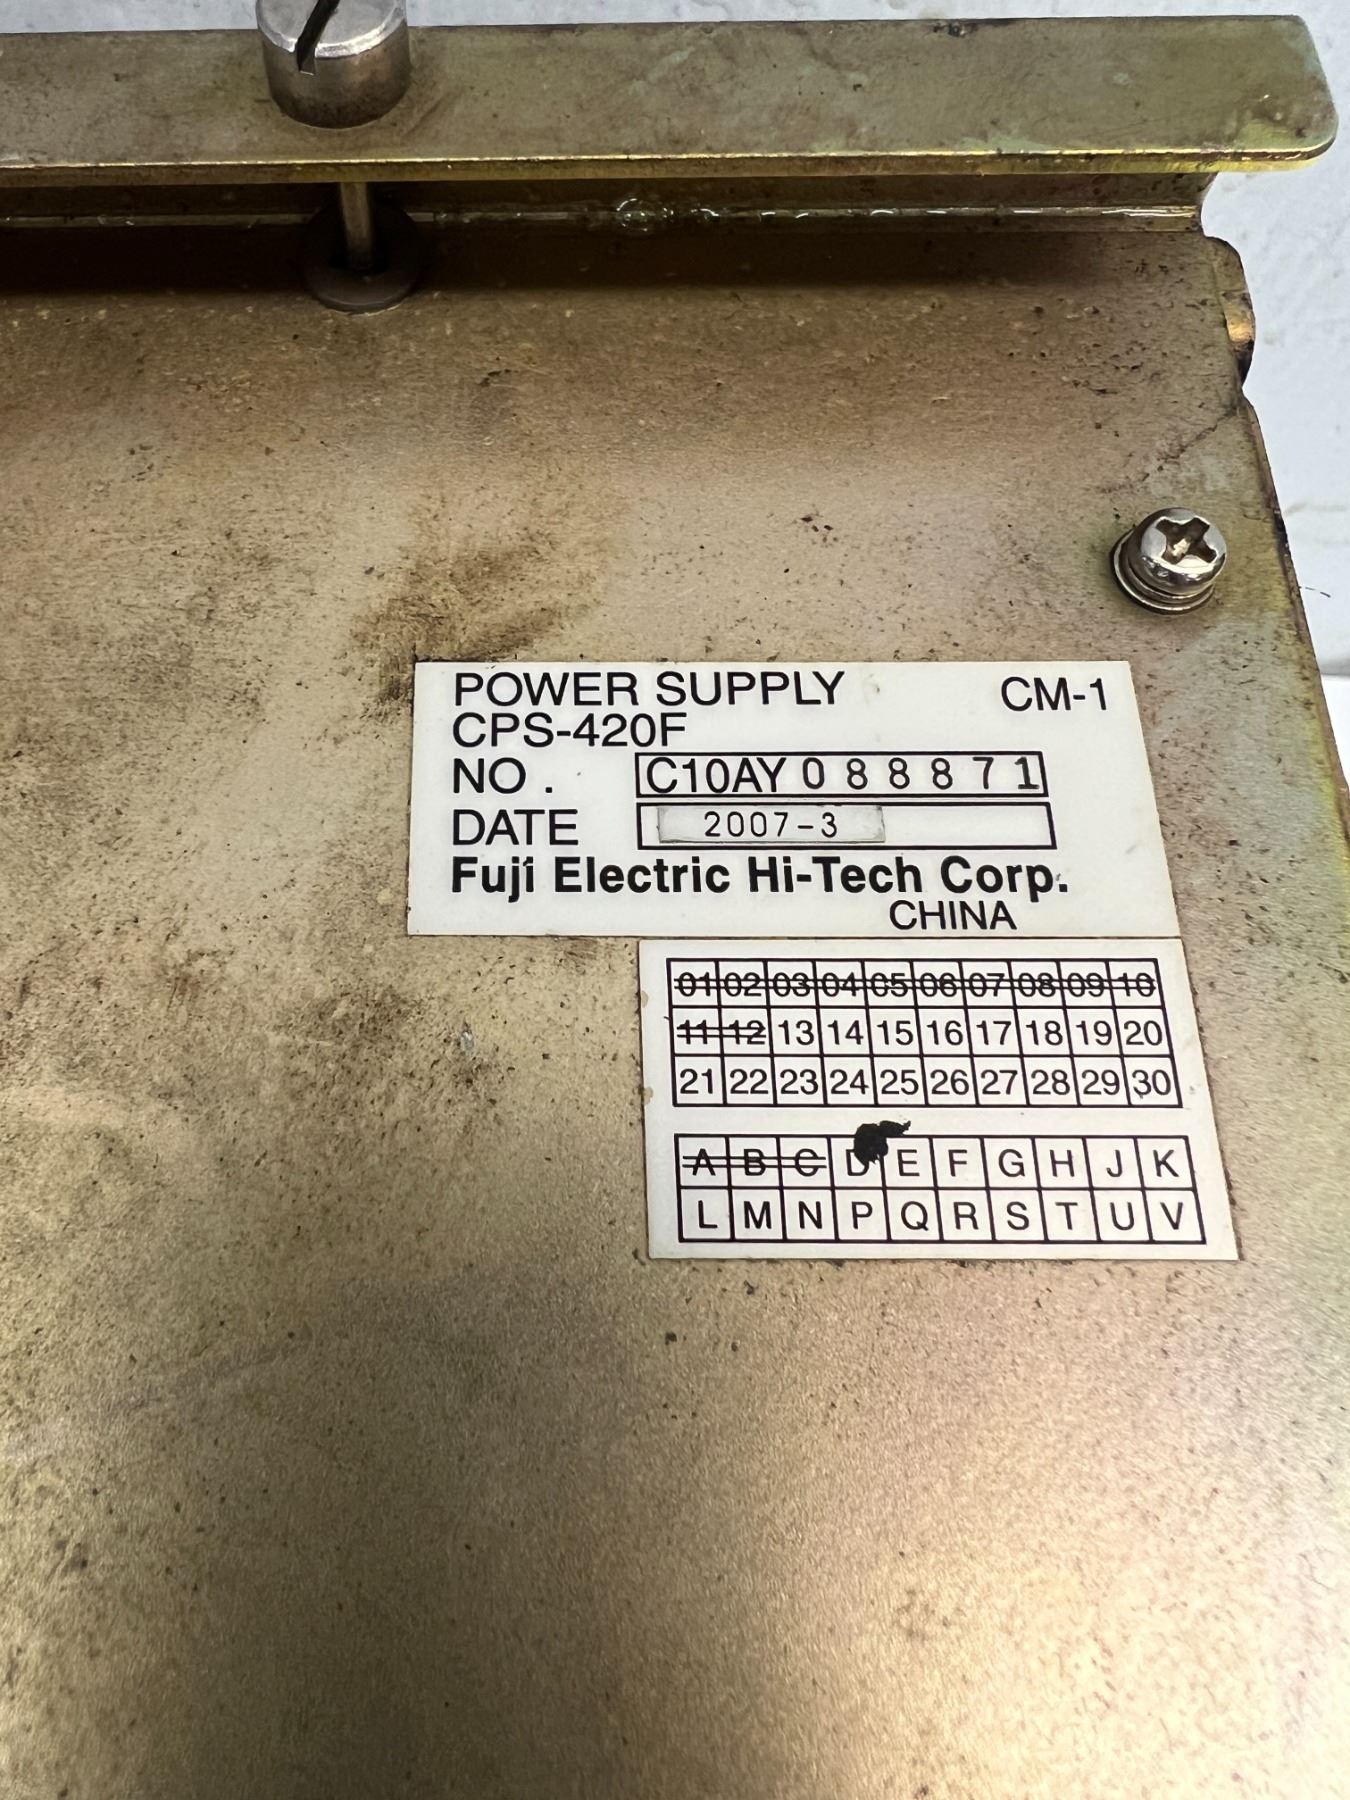 POWER SUPPLY CM-1
CPS-420F
NO. C10AY 088871
DATE 2007-3
Fuji Electric Hi-Tech Corp.
CHINA
01 02 03 04 05 06 07 08 09 10
11 12 13 14 15 16 17 18 19 20
21 22 23 24 25 26 27 28 29 30
A B C D E F G H J K
L M N P Q R S T U V